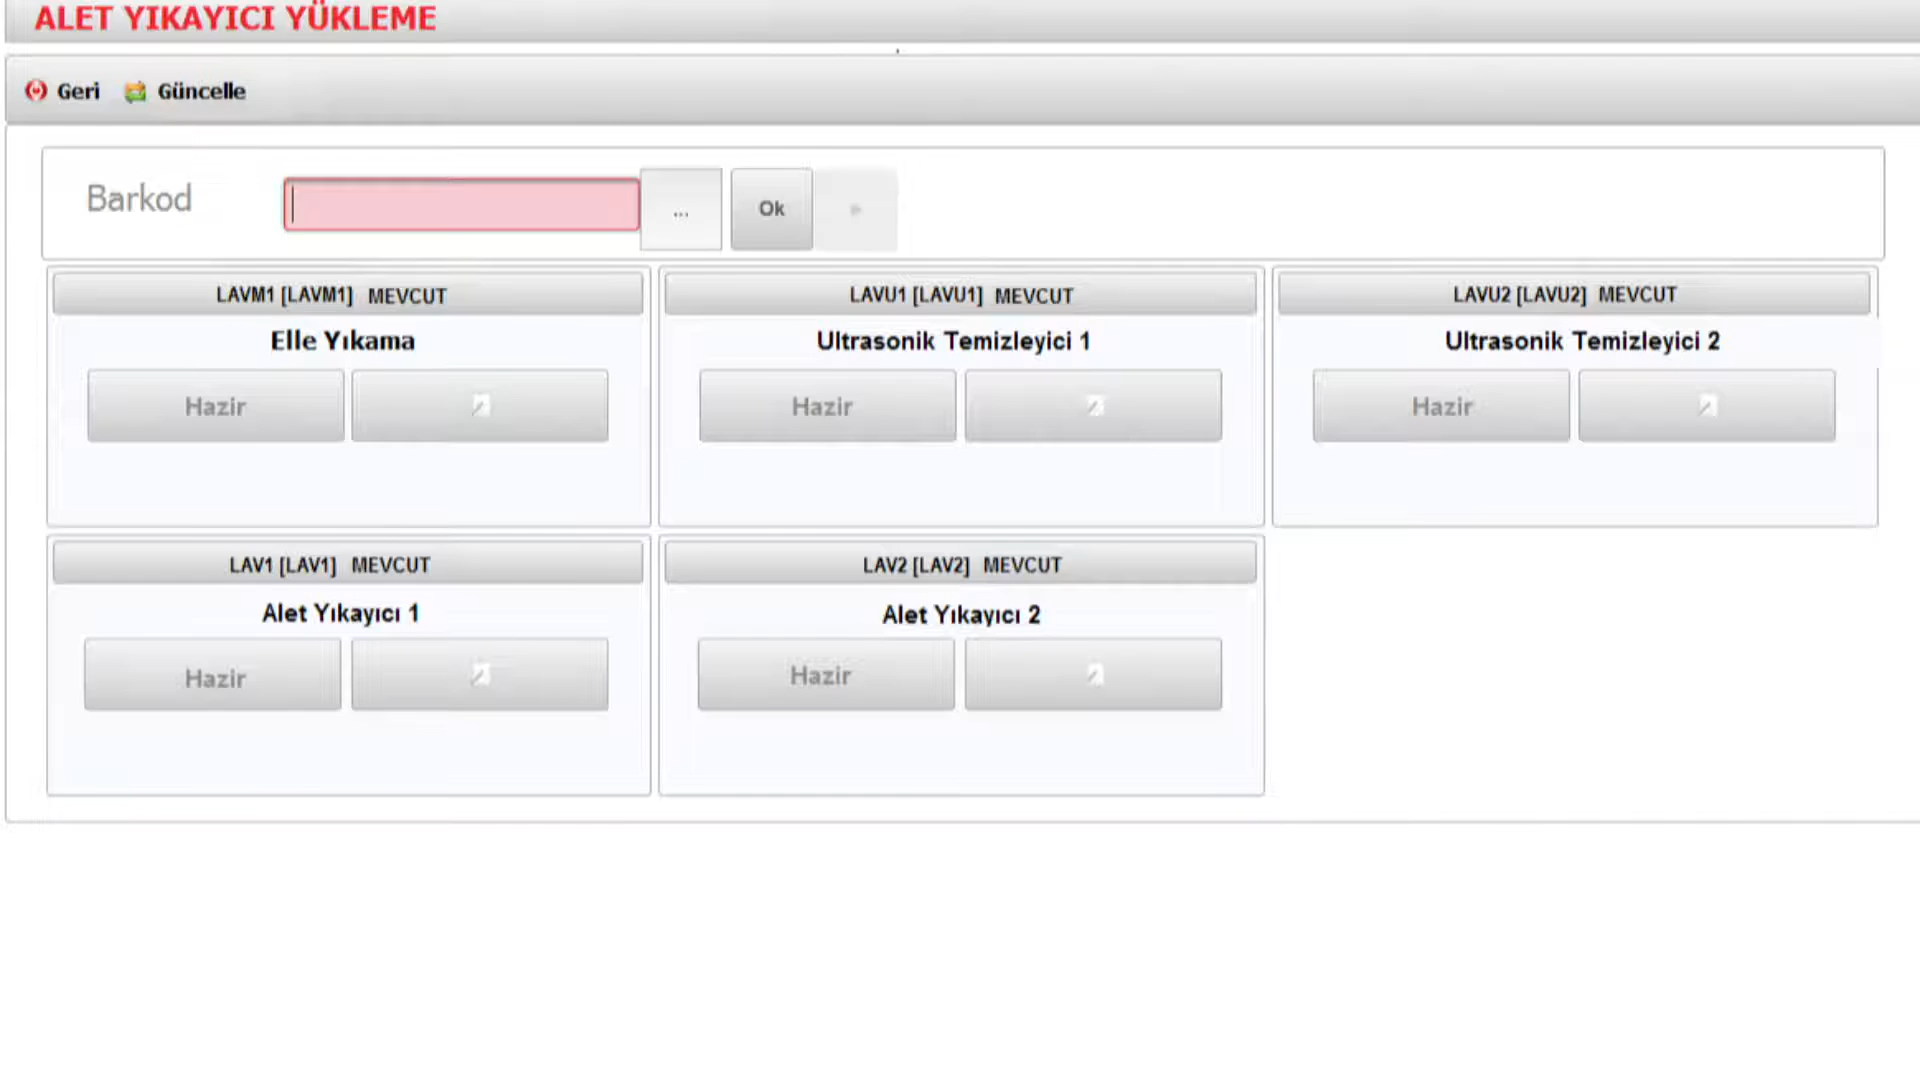 ALET YIKAYICI YÜKLEME
Geri Güncelle
Barkod ... Ok
LAVM1 [LAVM1] MEVCUT
Elle Yıkama
Hazir
LAVU1 [LAVU1] MEVCUT
Ultrasonik Temizleyici 1
Hazir
LAVU2 [LAVU2] MEVCUT
Ultrasonik Temizleyici 2
Hazir
LAV1 [LAV1] MEVCUT
Alet Yıkayıcı 1
Hazir
LAV2 [LAV2] MEVCUT
Alet Yıkayıcı 2
Hazir